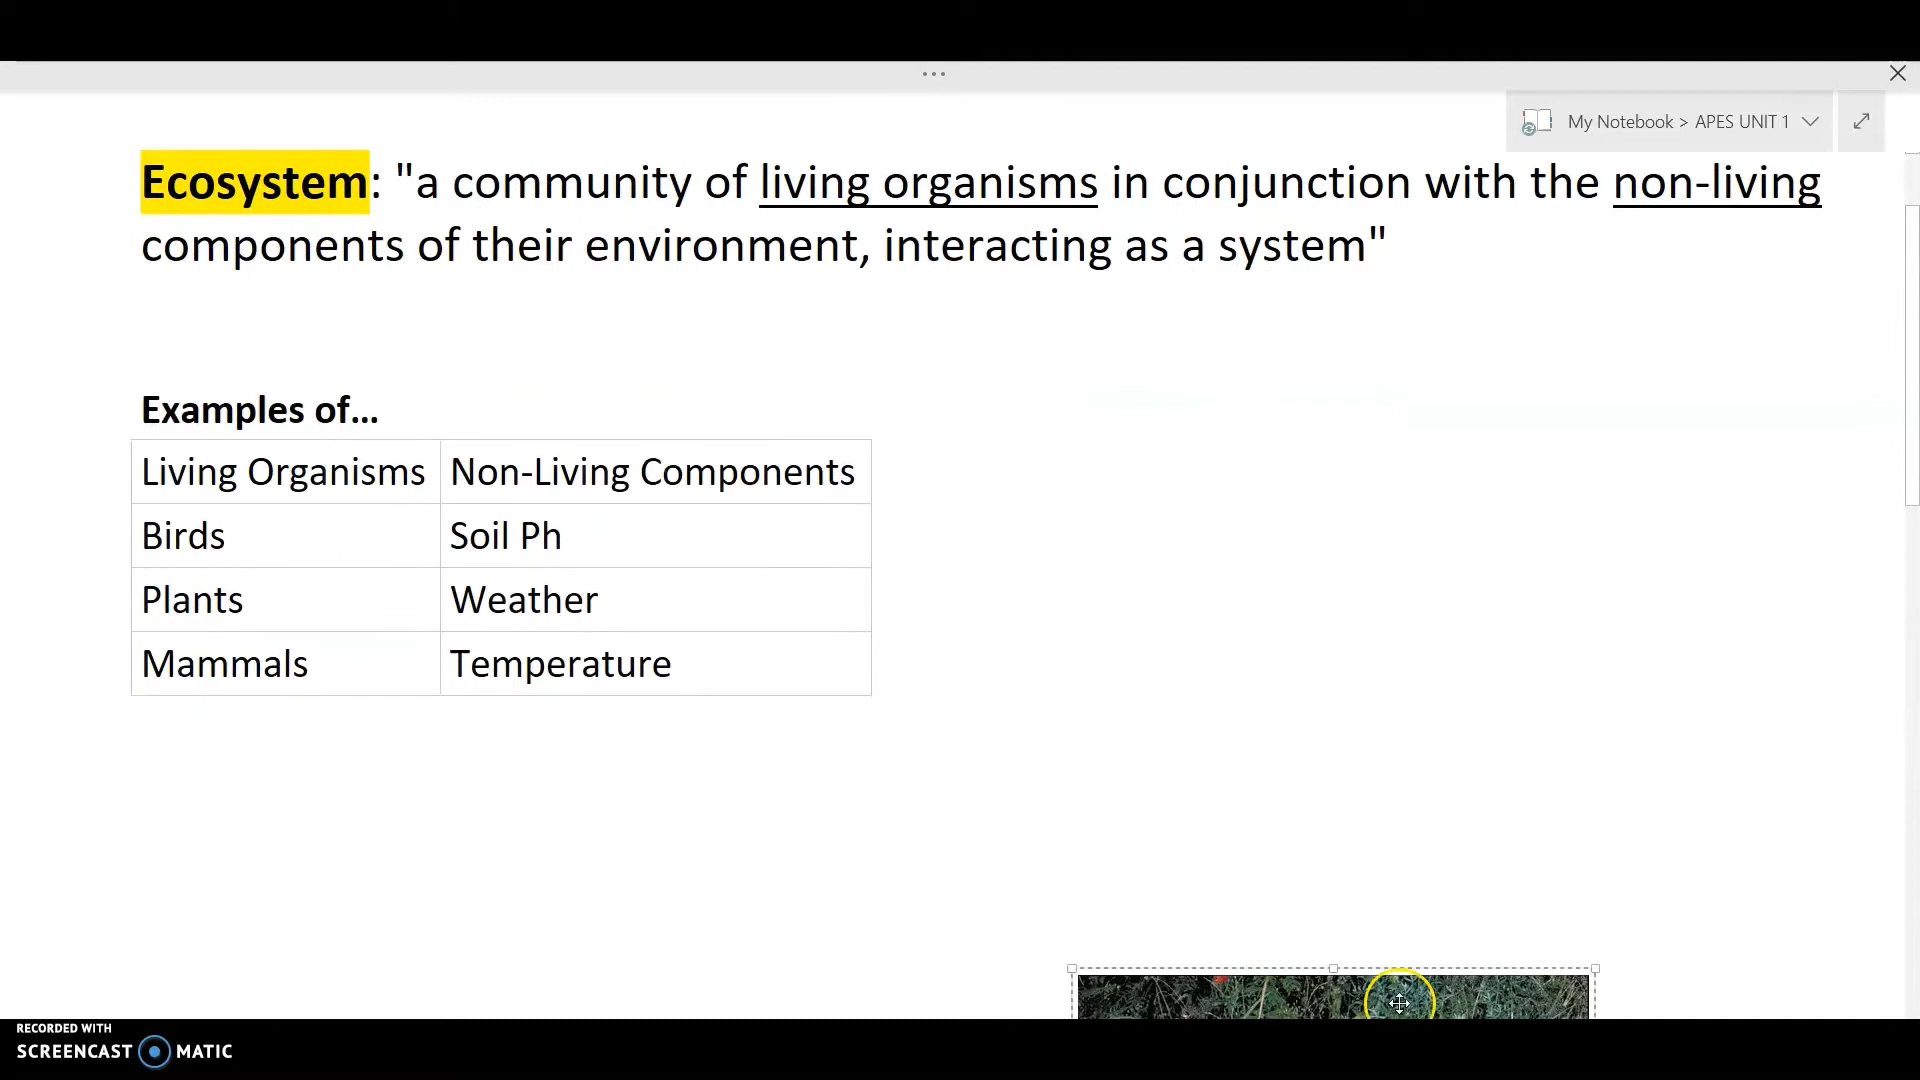 My Notebook > APES UNIT 1
Ecosystem: "a community of living organisms in conjunction with the non-living
components of their environment, interacting as a system"
Examples of...
Living Organisms Non-Living Components
Birds Soil Ph
Plants Weather
Mammals Temperature
RECORDED WITH
SCREENCAST MATIC